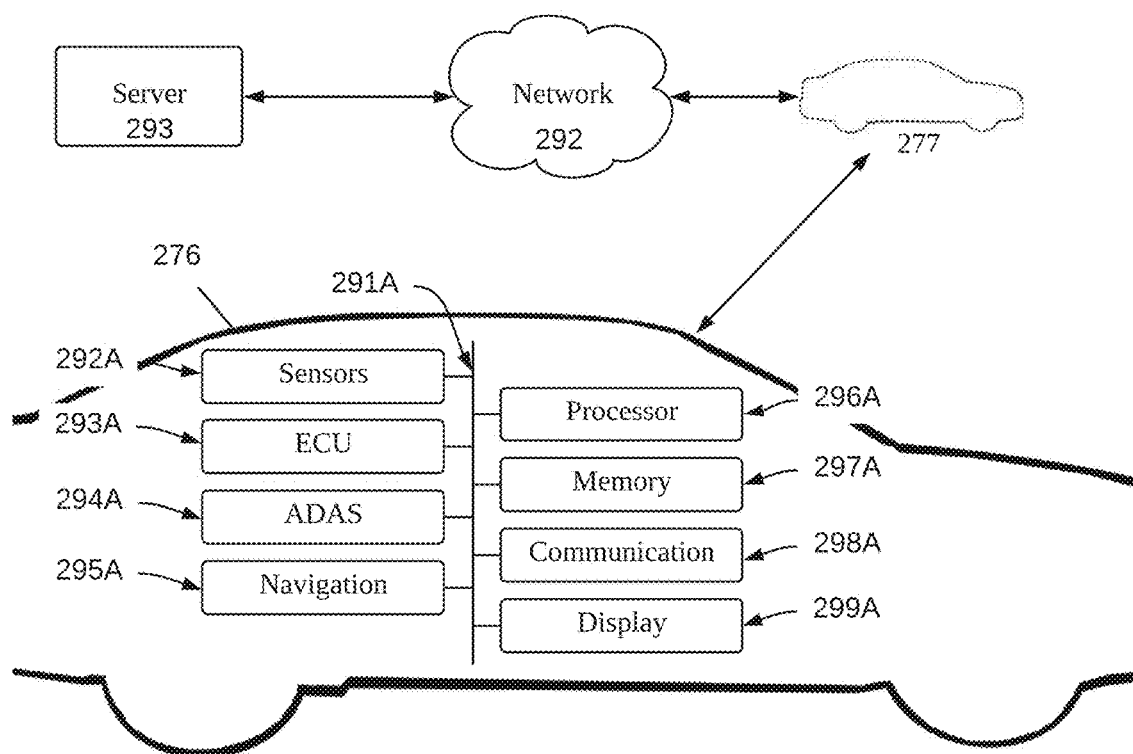 Server
293
Network
292
277
276
291A
292A
Sensors
293A
ECU
294A
ADAS
295A
Navigation
Processor
296A
Memory
297A
Communication
298A
Display
299A